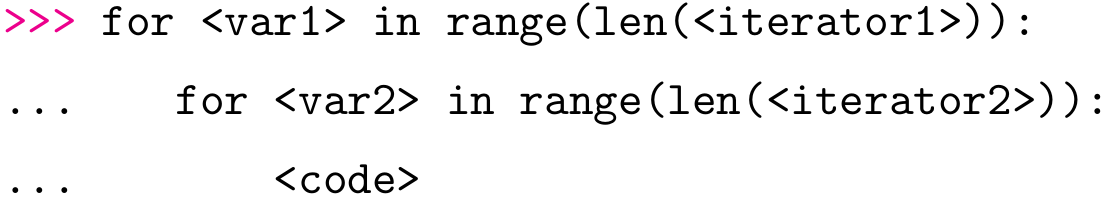 >>> for <var1> in range(len(<iterator1>)):
...    for <var2> in range(len(<iterator2>)):
...        <code>